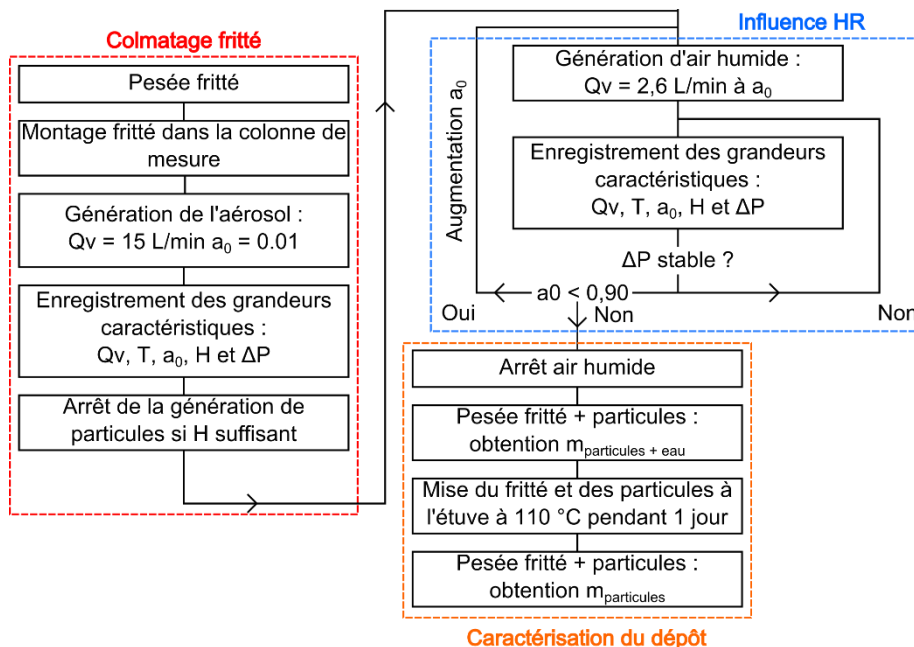 Colmatage fritté
Pesée fritté
Montage fritté dans la colonne de
mesure
Génération de l'aérosol :
Qv = 15 L/min a₀ = 0.01
Enregistrement des grandeurs
caractéristiques :
Qv, T, a₀, H et ΔP
Arrêt de la génération de
particules si H suffisant
Influence HR
Augmentation a₀
Génération d'air humide :
Qv = 2,6 L/min à a₀
Enregistrement des grandeurs
caractéristiques :
Qv, T, a₀, H et ΔP
ΔP stable ?
a0 < 0,90
Oui
Non
Non
Arrêt air humide
Pesée fritté + particules :
obtention m particules + eau
Mise du fritté et des particules à
l'étuve à 110 °C pendant 1 jour
Pesée fritté + particules :
obtention m particules
Caractérisation du dépôt